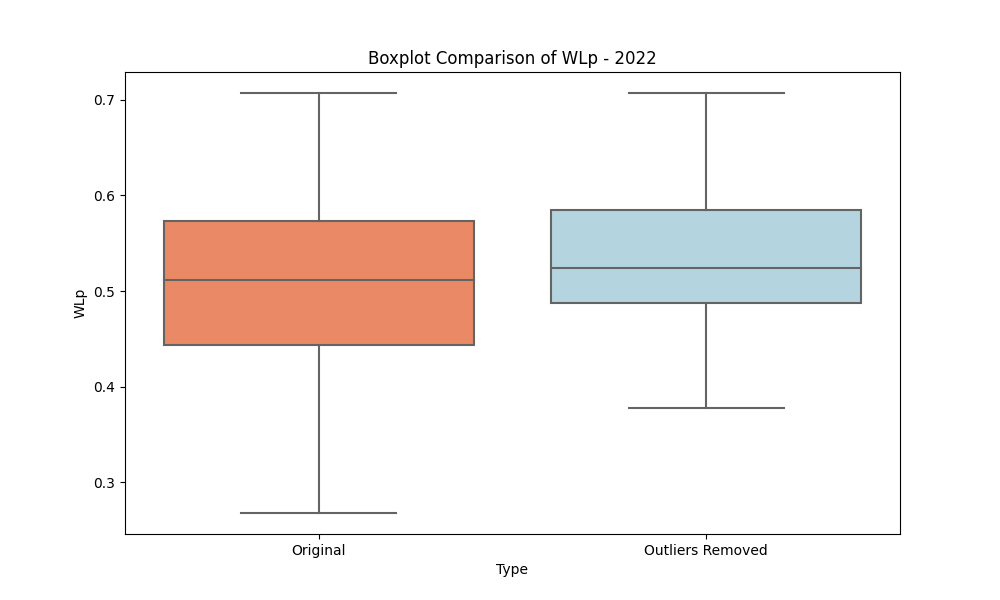 Boxplot Comparison of WLp - 2022
WLp
0.7
0.6
0.5
0.4
0.3
Original
Outliers Removed
Type